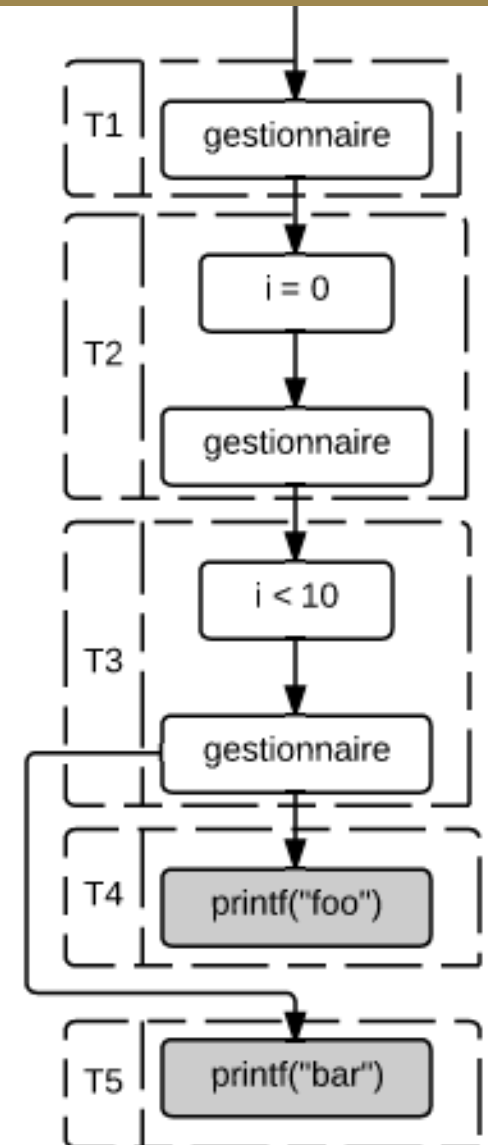 T1
gestionnaire
T2
i = 0
gestionnaire
T3
i < 10
gestionnaire
T4
printf("foo")
T5
printf("bar")